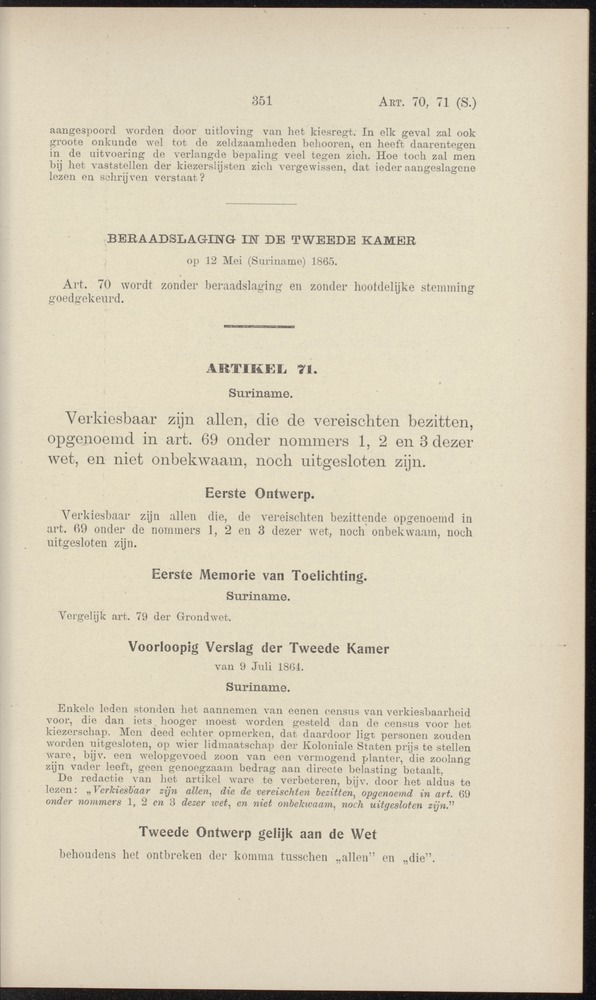 351
ART. 70, 71 (S.)
aangespoord worden door uitloving van het kiesregt. In elk geval zal ook
groote onkunde wel tot de zeldzaamheden behooren, en heeft daarentegen
in de uitvoering de verlangde bepaling veel tegen zich. Hoe toch zal men
bij het vaststellen der kiezerslijsten zich vergewissen, dat ieder aangeslagene
lezen en schrijven verstaat?
BERAADSLAGING IN DE TWEEDE KAMER
op 12 Mei (Suriname) 1865.
Art. 70 wordt zonder beraadslaging en zonder hoofdelijke stemming
goedgekeurd.
ARTIKEL 71.
Suriname.
Verkiesbaar zijn allen, die de vereischten bezitten,
opgenoemd in art. 69 onder nommers 1, 2 en 3 dezer
wet, en niet onbekwaam, noch uitgesloten zijn.
Eerste Ontwerp.
Verkiesbaar zijn allen die, de vereischten bezittende opgenoemd in
art. 69 onder de nommers 1, 2 en 3 dezer wet, noch onbekwaam, noch
uitgesloten zijn.
Eerste Memorie van Toelichting.
Suriname.
Vergelijk art. 79 der Grondwet.
Voorloopig Verslag der Tweede Kamer
van 9 Juli 1864.
Suriname.
Enkele leden stonden het aannemen van eenen census van verkiesbaarheid
voor, die dan iets hooger moest worden gesteld dan de census voor het
kiezerschap. Men deed echter opmerken, dat daardoor ligt personen zouden
worden uitgesloten, op wier lidmaatschap der Koloniale Staten prijs te stellen
ware, bijv. een welopgevoed zoon van een vermogend planter, die zoolang
zijn vader leeft, geen genoegzaam bedrag aan directe belasting betaalt,
De redactie van het artikel ware te verbeteren, bijv. door het aldus te
lezen: „Verkiesbaar zijn allen, die de vereischten bezitten, opgenoemd in art. 69
onder nommers 1, 2 en 3 dezer wet, en niet onbekwaam, noch uitgesloten zijn."
Tweede Ontwerp gelijk aan de Wet
behoudens het ontbreken der komma tusschen „allen" en „die".